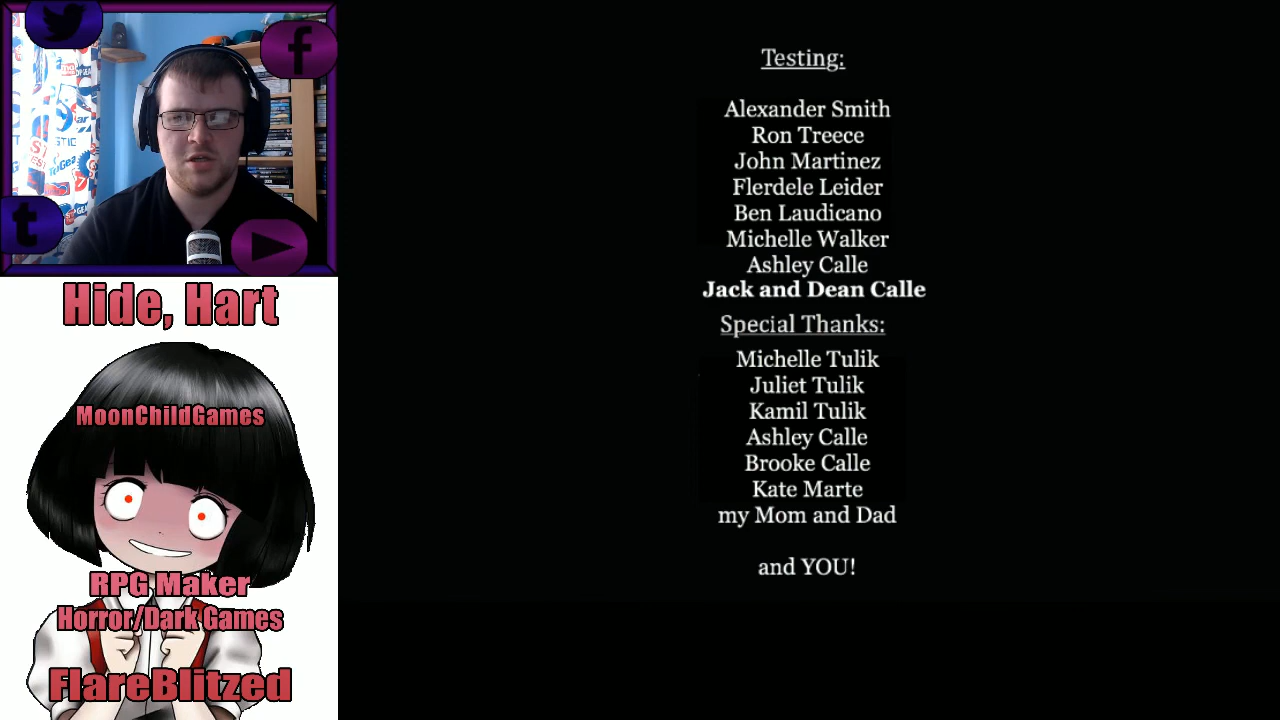 Hide, Hart
MoonChildGames
RPG Maker
Horror/Dark Games
FlareBlitzed
Testing:
Alexander Smith
Ron Treece
John Martinez
Flerdele Leider
Ben Laudicano
Michelle Walker
Ashley Calle
Jack and Dean Calle
Special Thanks:
Michelle Tulik
Juliet Tulik
Kamil Tulik
Ashley Calle
Brooke Calle
Kate Marte
my Mom and Dad
and YOU!